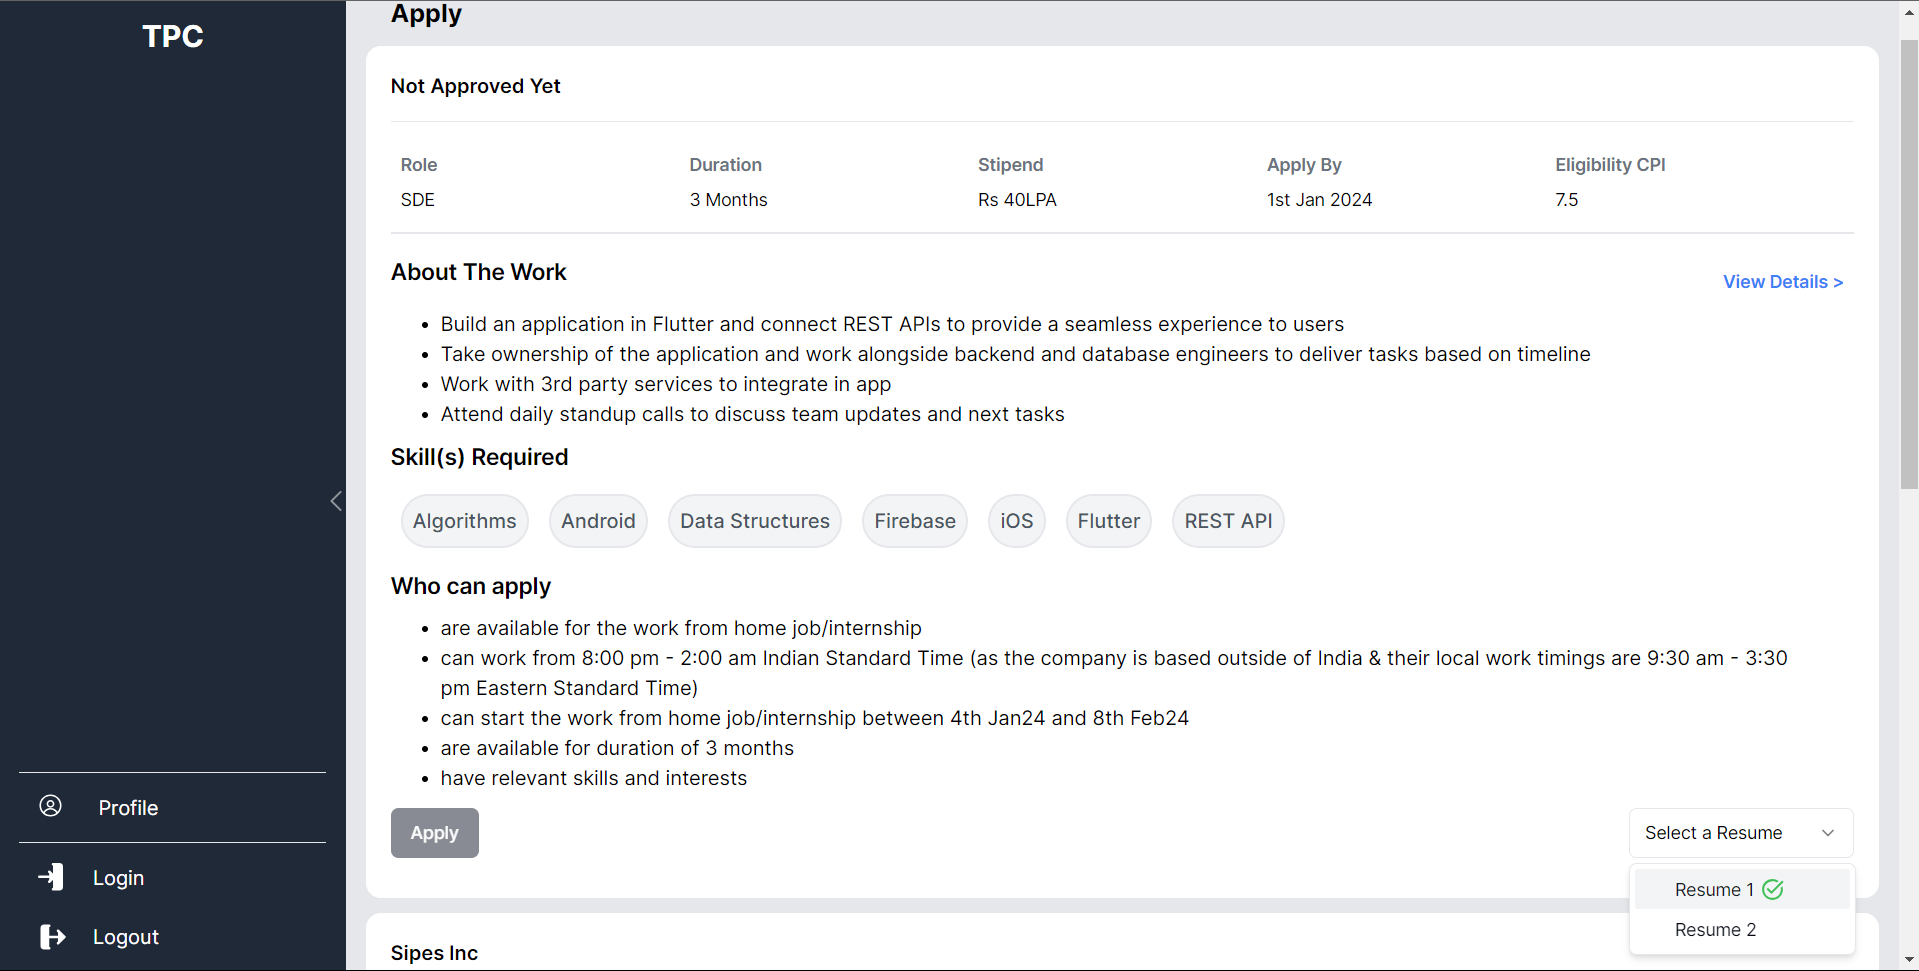 TPC
Apply
Not Approved Yet
Role Duration Stipend Apply By Eligibility CPI
SDE 3 Months Rs 40LPA 1st Jan 2024 7.5
About The Work
View Details >
• Build an application in Flutter and connect REST APIs to provide a seamless experience to users
• Take ownership of the application and work alongside backend and database engineers to deliver tasks based on timeline
• Work with 3rd party services to integrate in app
• Attend daily standup calls to discuss team updates and next tasks
Skill(s) Required
Algorithms Android Data Structures Firebase iOS Flutter REST API
Who can apply
• are available for the work from home job/internship
• can work from 8:00 pm - 2:00 am Indian Standard Time (as the company is based outside of India & their local work timings are 9:30 am - 3:30
pm Eastern Standard Time)
• can start the work from home job/internship between 4th Jan24 and 8th Feb24
• are available for duration of 3 months
• have relevant skills and interests
Apply
Select a Resume
Resume 1
Resume 2
Sipes Inc
Profile
Login
Logout